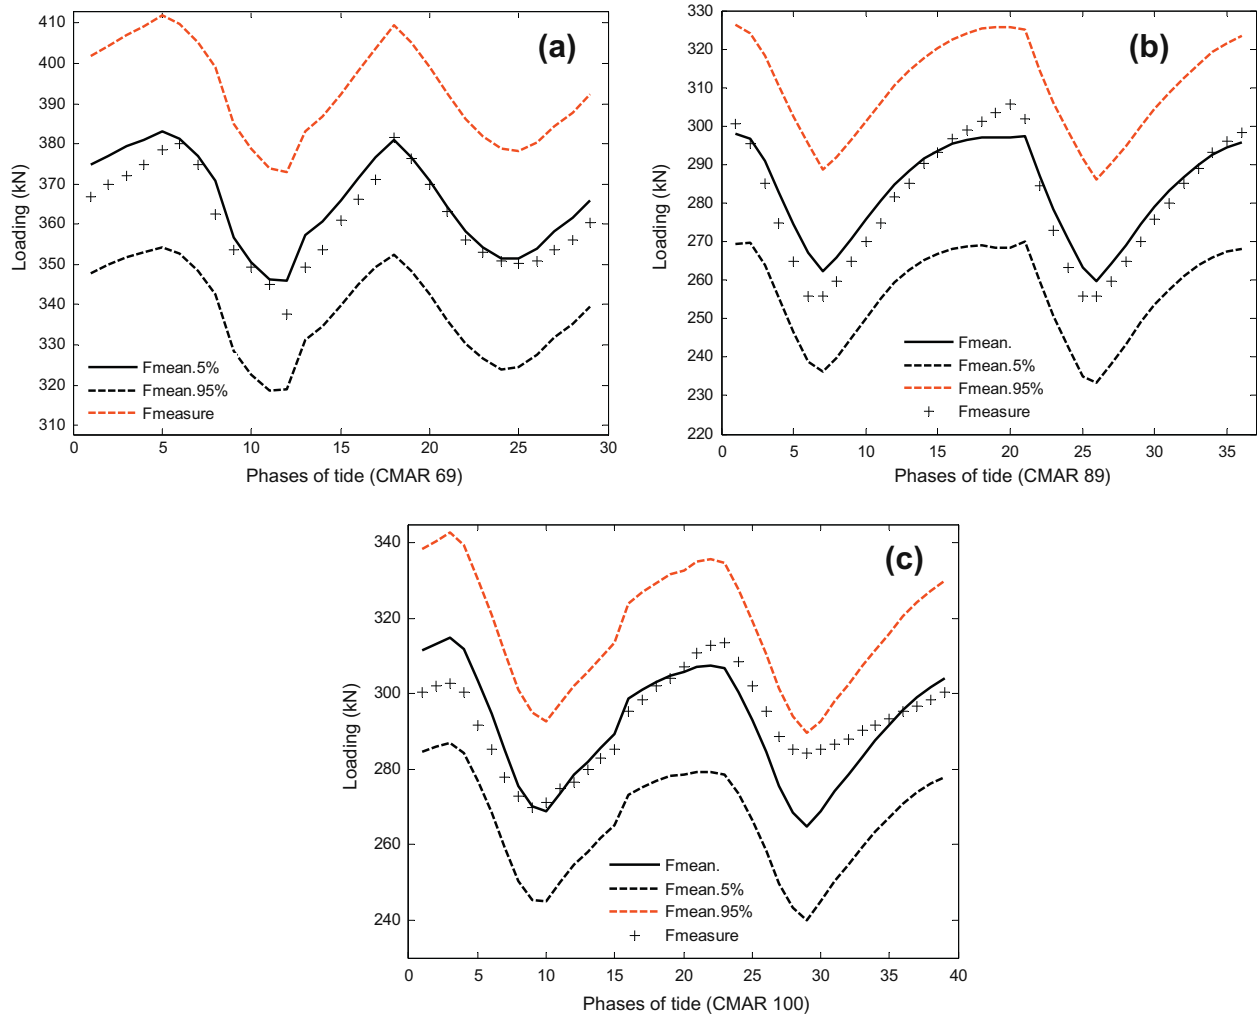 (a)
Loading (kN)
410
400
390
380
370
360
350
340
330
320
310
Fmean.5%
Fmean.95%
Fmeasure
0 5 10 15 20 25 30
Phases of tide (CMAR 69)
(b)
Loading (kN)
330
320
310
300
290
280
270
260
250
240
230
220
Fmean.
Fmean.5%
Fmean.95%
Fmeasure
0 5 10 15 20 25 30 35
Phases of tide (CMAR 89)
(c)
Loading (kN)
340
320
300
280
260
240
Fmean.
Fmean.5%
Fmean.95%
Fmeasure
0 5 10 15 20 25 30 35 40
Phases of tide (CMAR 100)